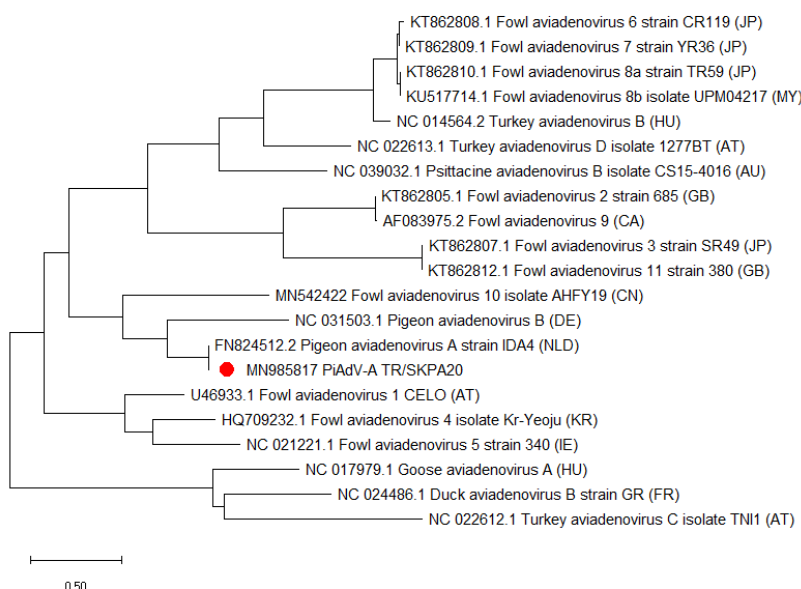 KT862808.1 Fowl aviadenovirus 6 strain CR119 (JP)
KT862809.1 Fowl aviadenovirus 7 strain YR36 (JP)
KT862810.1 Fowl aviadenovirus 8a strain TR59 (JP)
KU517714.1 Fowl aviadenovirus 8b isolate UPM04217 (MY)
NC 014564.2 Turkey aviadenovirus B (HU)
NC 022613.1 Turkey aviadenovirus D isolate 1277BT (AT)
NC 039032.1 Psittacine aviadenovirus B isolate CS15-4016 (AU)
KT862805.1 Fowl aviadenovirus 2 strain 685 (GB)
AF083975.2 Fowl aviadenovirus 9 (CA)
KT862807.1 Fowl aviadenovirus 3 strain SR49 (JP)
KT862812.1 Fowl aviadenovirus 11 strain 380 (GB)
MN542422 Fowl aviadenovirus 10 isolate AHFY19 (CN)
NC 031503.1 Pigeon aviadenovirus B (DE)
FN824512.2 Pigeon aviadenovirus A strain IDA4 (NLD)
MN985817 PiAdV-A TR/SKPA20
U46933.1 Fowl aviadenovirus 1 CELO (AT)
HQ709232.1 Fowl aviadenovirus 4 isolate Kr-Yeoju (KR)
NC 021221.1 Fowl aviadenovirus 5 strain 340 (IE)
NC 017979.1 Goose aviadenovirus A (HU)
NC 024486.1 Duck aviadenovirus B strain GR (FR)
NC 022612.1 Turkey aviadenovirus C isolate TNI1 (AT)
0.50